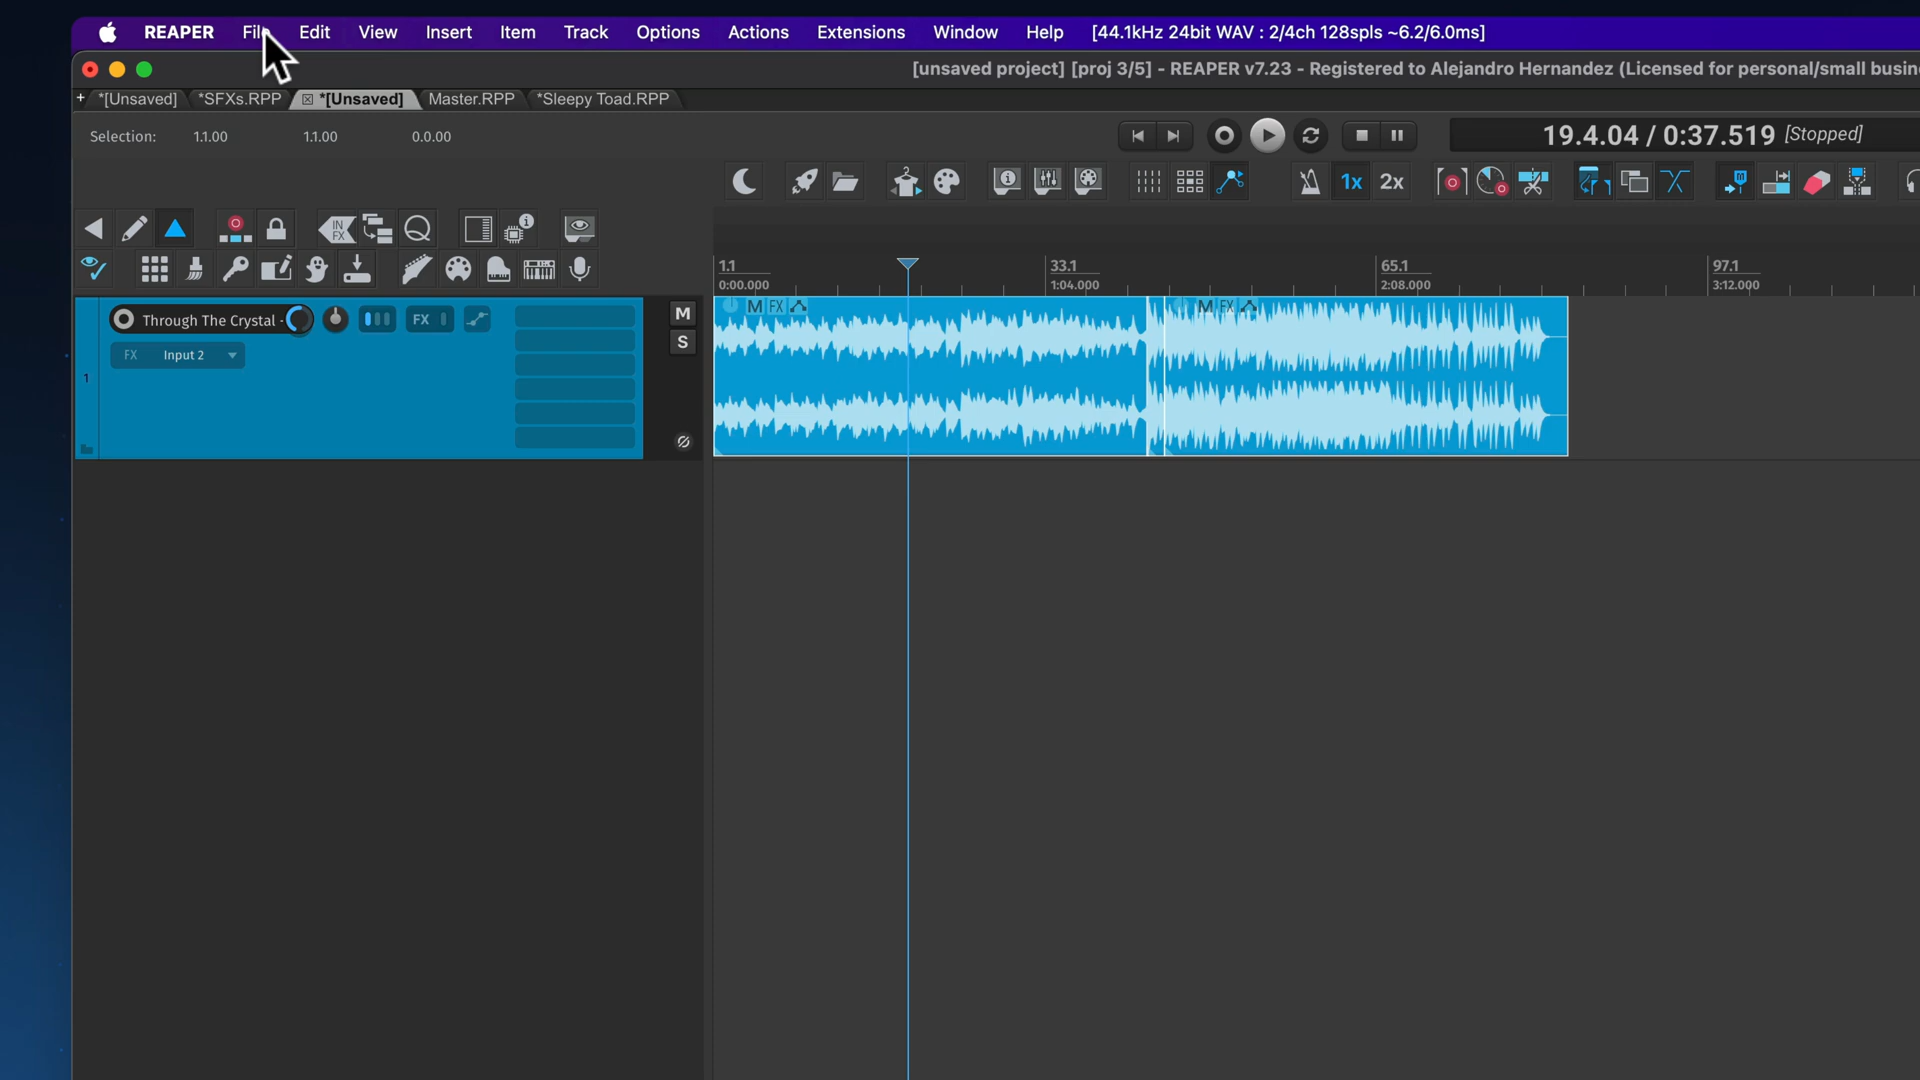 REAPER File Edit View Insert Item Track Options Actions Extensions Window Help [44.1kHz 24bit WAV : 2/4ch 128spls ~6.2/6.0ms]
[unsaved project] [proj 3/5] - REAPER v7.23 - Registered to Alejandro Hernandez (Licensed for personal/small busin
+ *[Unsaved] *SFXs.RPP *[Unsaved] Master.RPP *Sleepy Toad.RPP
Selection: 1.1.00 1.1.00 0.0.00 19.4.04 / 0:37.519 [Stopped]
1x 2x
IN FX
1.1 33.1 65.1 97.1
0:00.000 1:04.000 2:08.000 3:12.000
M FX M FX
Through The Crystal - FX M
S
FX Input 2
1